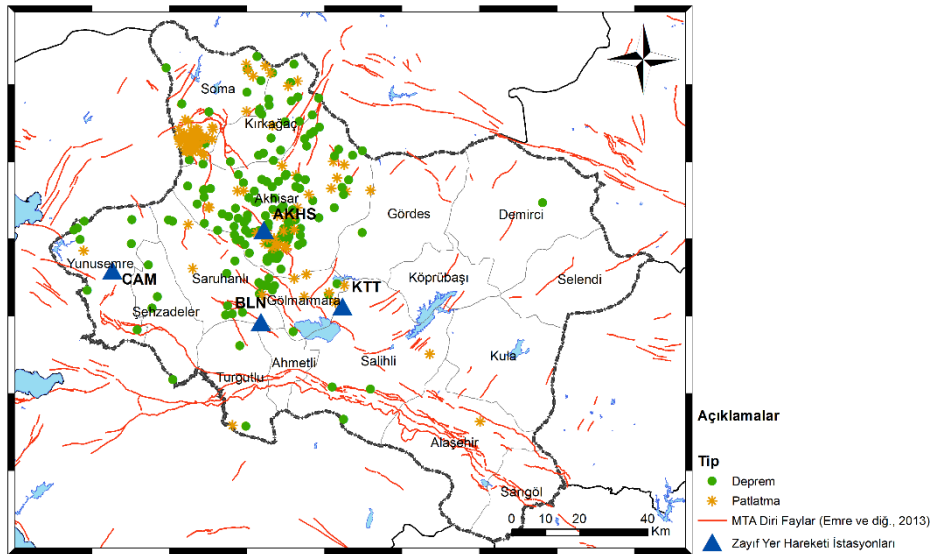 Soma
Kırkağaç
Akhisar
AKHS
Gördes
Demirci
Yunusemre
CAM
Saruhanlı
Köprübaşı
Selendi
KTT
Şehzadeler
BLN
Gölmarmara
Ahmetli
Salihli
Kula
Turgutlu
Alaşehir
Sarıgöl
0 10 20 40
Km
Açıklamalar
Tip
Deprem
Patlatma
MTA Diri Faylar (Emre ve diğ., 2013)
Zayıf Yer Hareketi İstasyonları